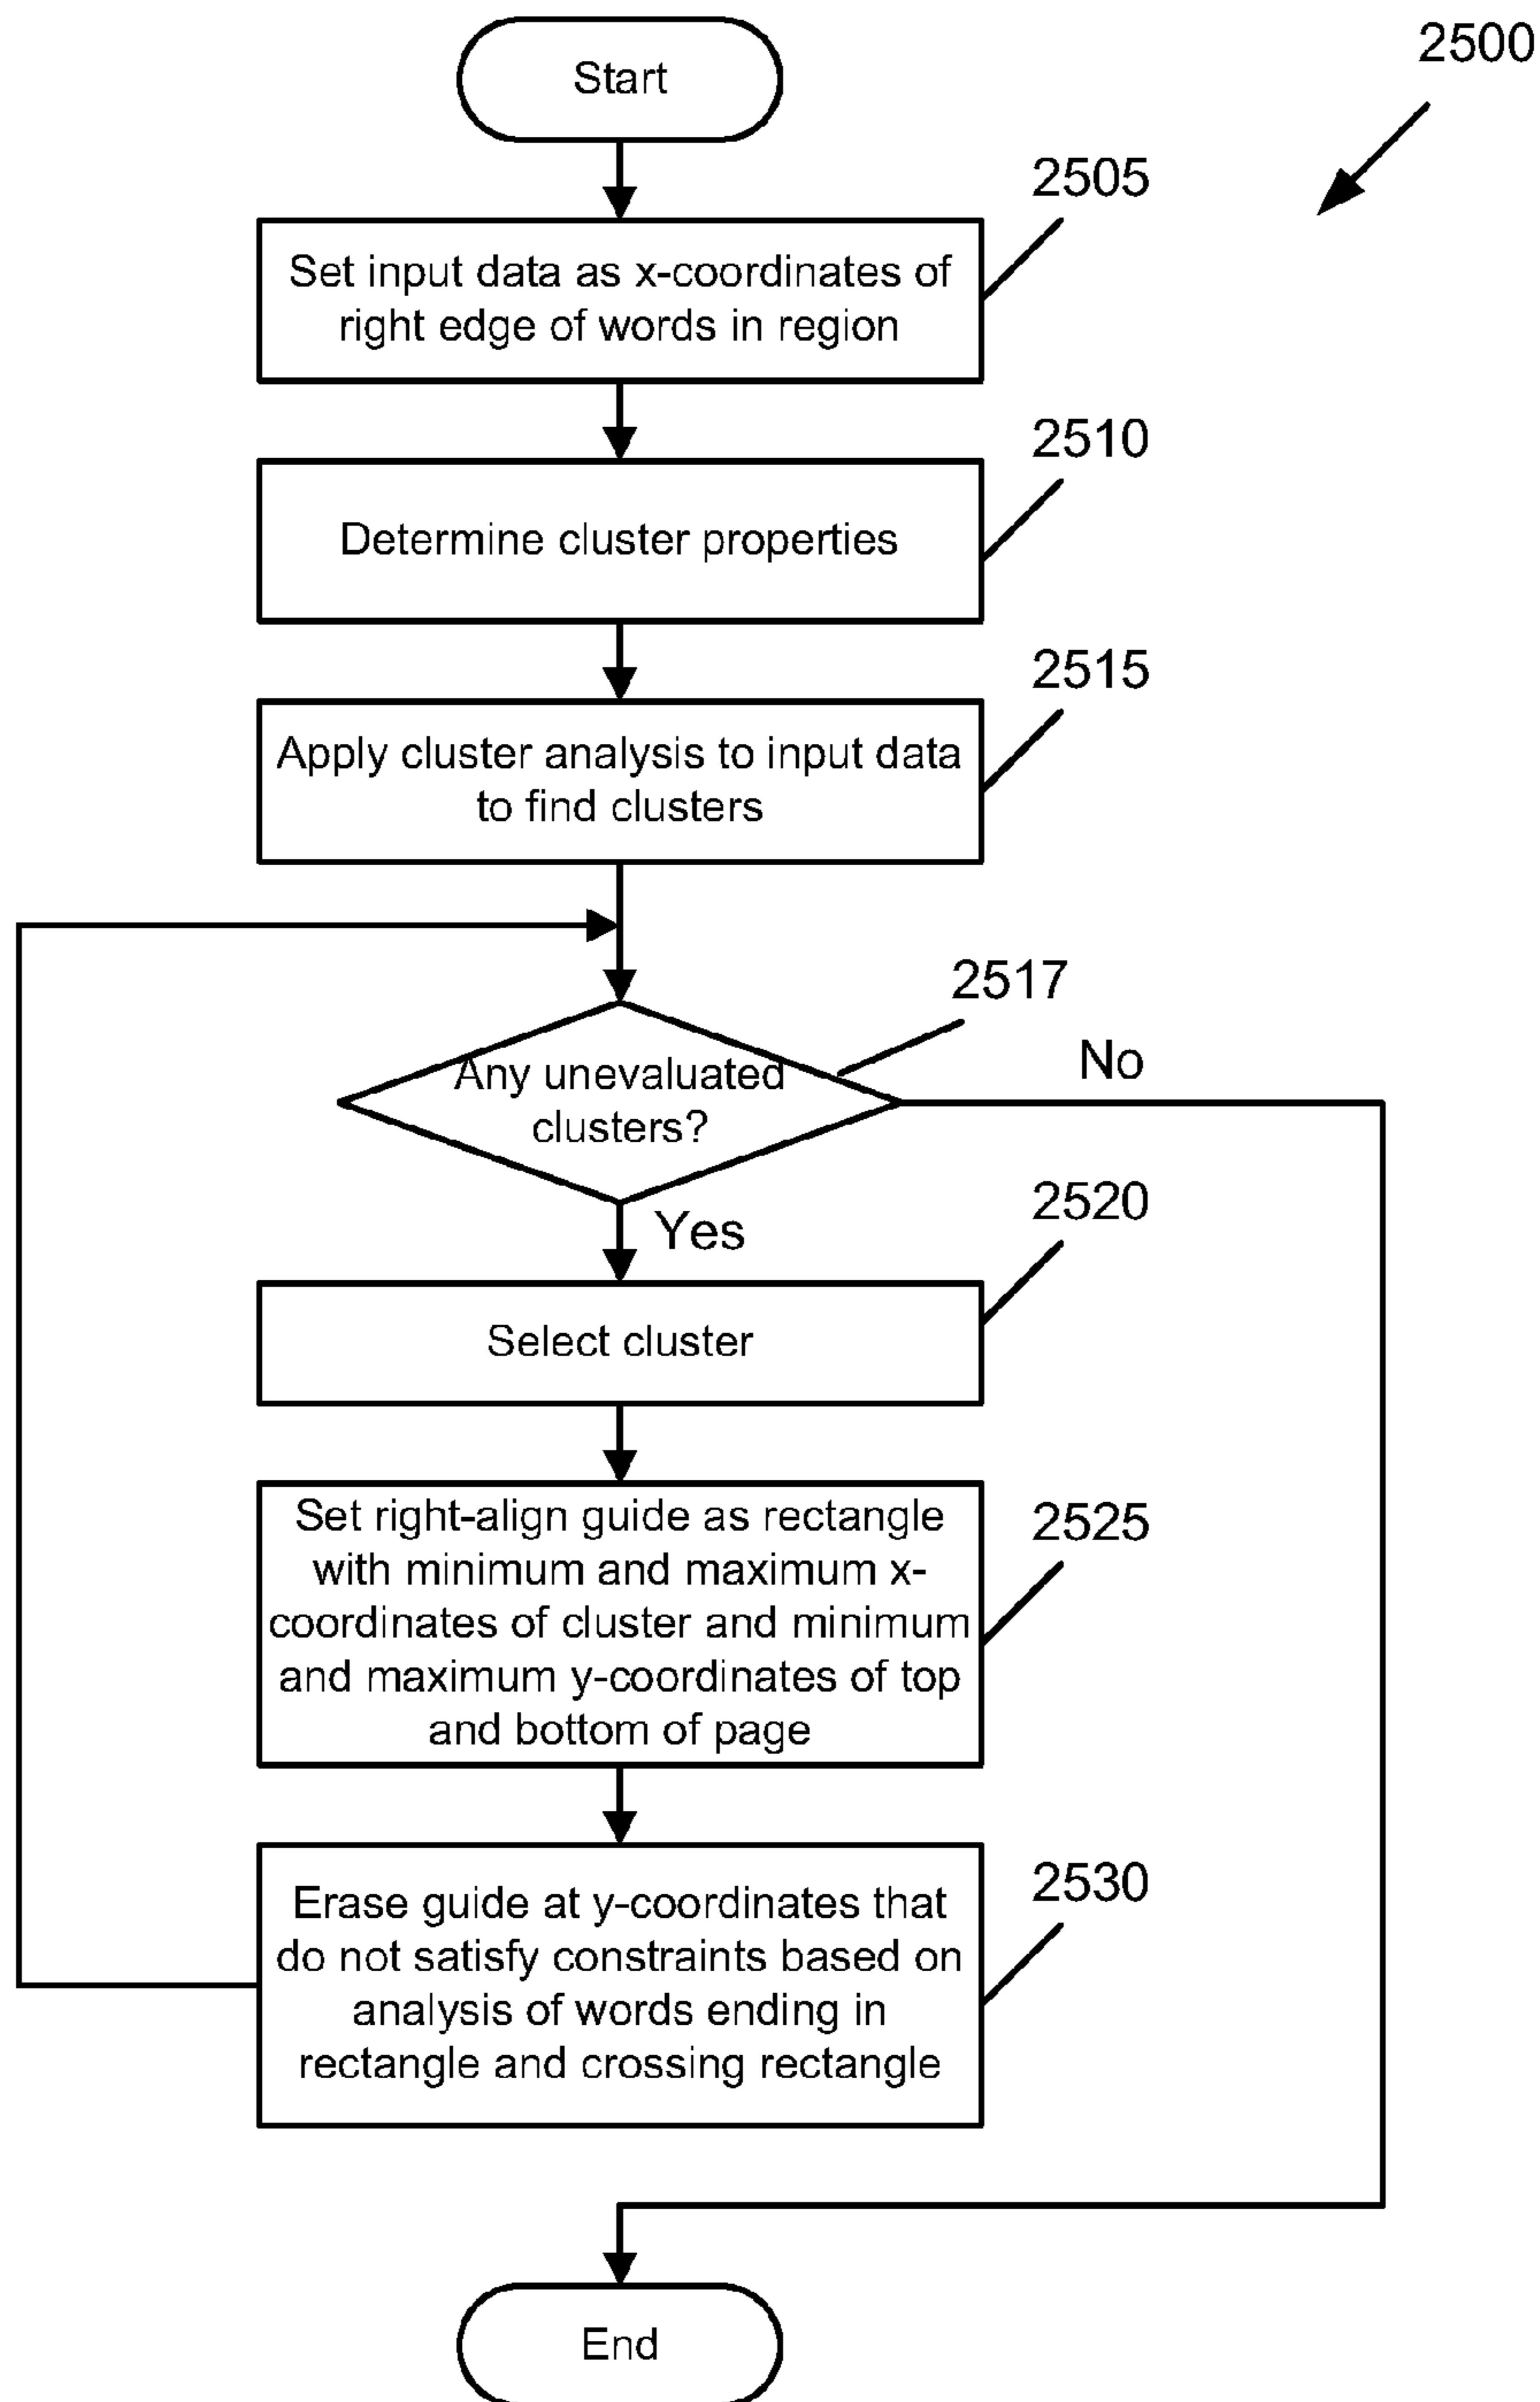 2500
Start
2505
Set input data as x-coordinates of
right edge of words in region
2510
Determine cluster properties
2515
Apply cluster analysis to input data
to find clusters
2517
No
Any unevaluated
clusters?
Yes
2520
Select cluster
2525
Set right-align guide as rectangle
with minimum and maximum x-
coordinates of cluster and minimum
and maximum y-coordinates of top
and bottom of page
2530
Erase guide at y-coordinates that
do not satisfy constraints based on
analysis of words ending in
rectangle and crossing rectangle
End